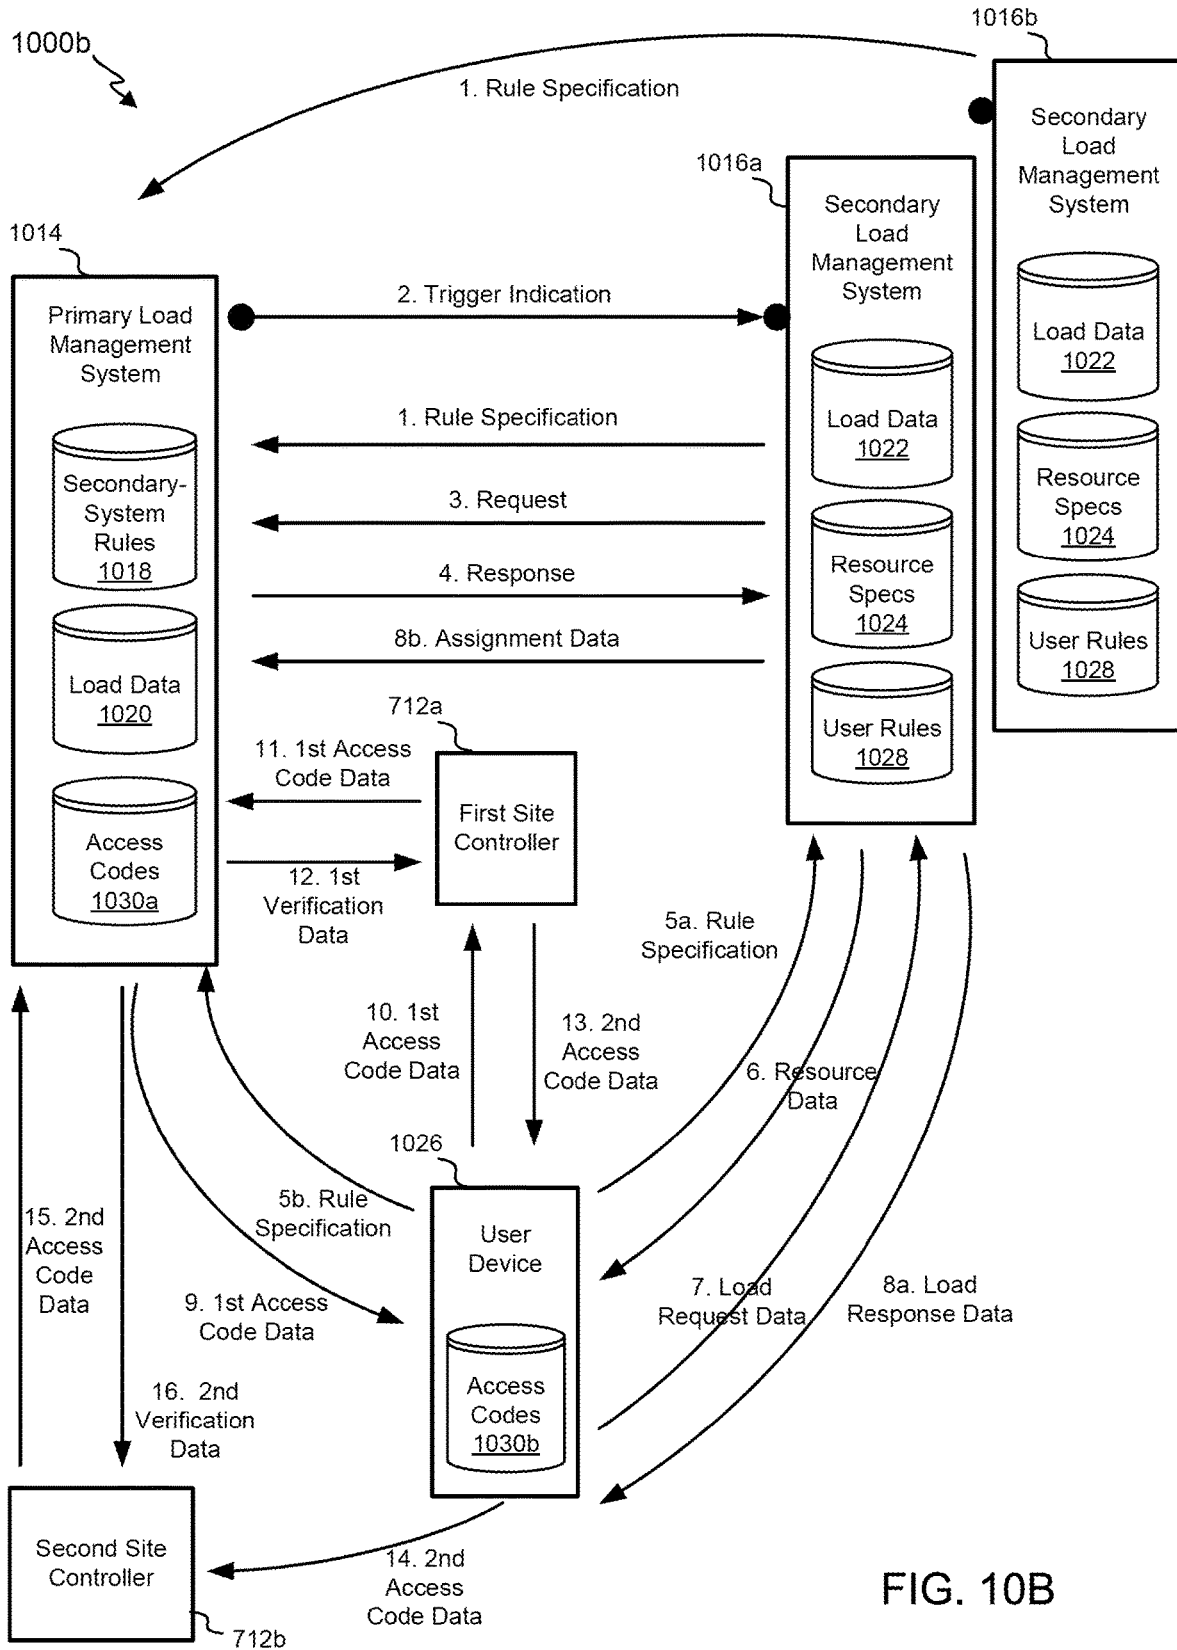 1000b
1016b
1. Rule Specification
Secondary
Load
Management
System
Load Data
1022
Resource
Specs
1024
User Rules
1028
1016a
Secondary
Load
Management
System
Load Data
1022
Resource
Specs
1024
User Rules
1028
1014
Primary Load
Management
System
Secondary-
System
Rules
1018
Load Data
1020
Access
Codes
1030a
2. Trigger Indication
1. Rule Specification
3. Request
4. Response
8b. Assignment Data
712a
First Site
Controller
11. 1st Access
Code Data
12. 1st
Verification
Data
10. 1st
Access
Code Data
13. 2nd
Access
Code Data
5a. Rule
Specification
6. Resource
Data
7. Load
Request Data
8a. Load
Response Data
1026
User
Device
Access
Codes
1030b
5b. Rule
Specification
9. 1st Access
Code Data
15. 2nd
Access
Code
Data
16. 2nd
Verification
Data
14. 2nd
Access
Code Data
Second Site
Controller
712b
FIG. 10B